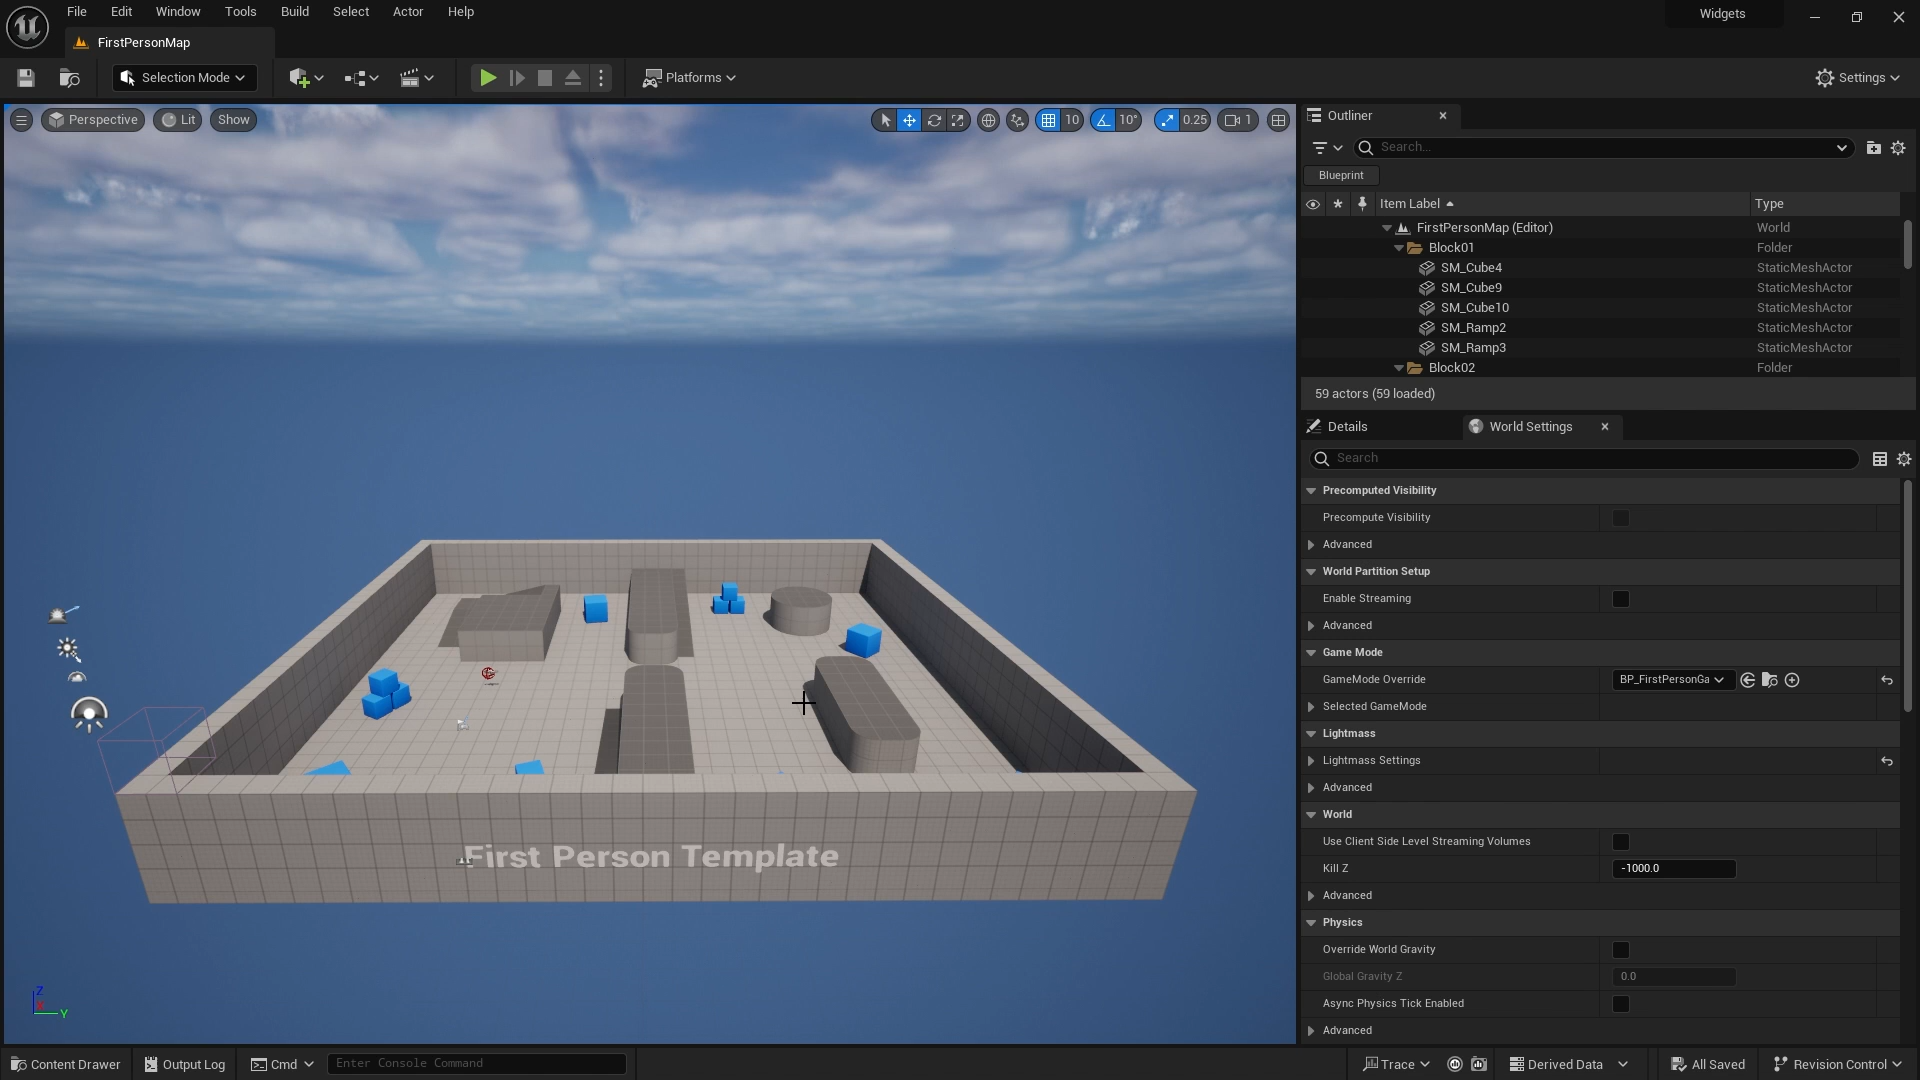 File Edit Window Tools Build Select Actor Help
Widgets
FirstPersonMap
Selection Mode
Platforms
Settings
Perspective
Lit
Show
10
10°
0.25
1
First Person Template
Z
Y
Outliner
Search...
Blueprint
Item Label Type
FirstPersonMap (Editor) World
Block01 Folder
SM_Cube4 StaticMeshActor
SM_Cube9 StaticMeshActor
SM_Cube10 StaticMeshActor
SM_Ramp2 StaticMeshActor
SM_Ramp3 StaticMeshActor
Block02 Folder
59 actors (59 loaded)
Details
World Settings
Search
Precomputed Visibility
Precompute Visibility
Advanced
World Partition Setup
Enable Streaming
Advanced
Game Mode
GameMode Override BP_FirstPersonGa
Selected GameMode
Lightmass
Lightmass Settings
Advanced
World
Use Client Side Level Streaming Volumes
Kill Z -1000.0
Advanced
Physics
Override World Gravity
Global Gravity Z 0.0
Async Physics Tick Enabled
Advanced
Content Drawer
Output Log
Cmd
Enter Console Command
Trace
Derived Data
All Saved
Revision Control